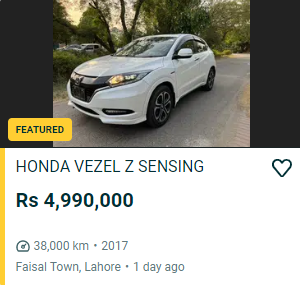 FEATURED
HONDA VEZEL Z SENSING
Rs 4,990,000
38,000 km • 2017
Faisal Town, Lahore • 1 day ago